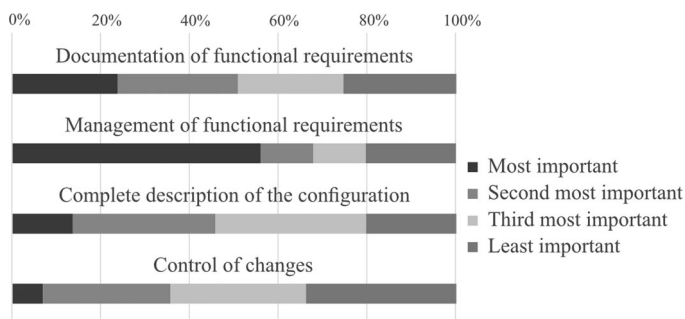 0% 20% 40% 60% 80% 100%
Documentation of functional requirements
Management of functional requirements
Complete description of the configuration
Control of changes
Most important
Second most important
Third most important
Least important